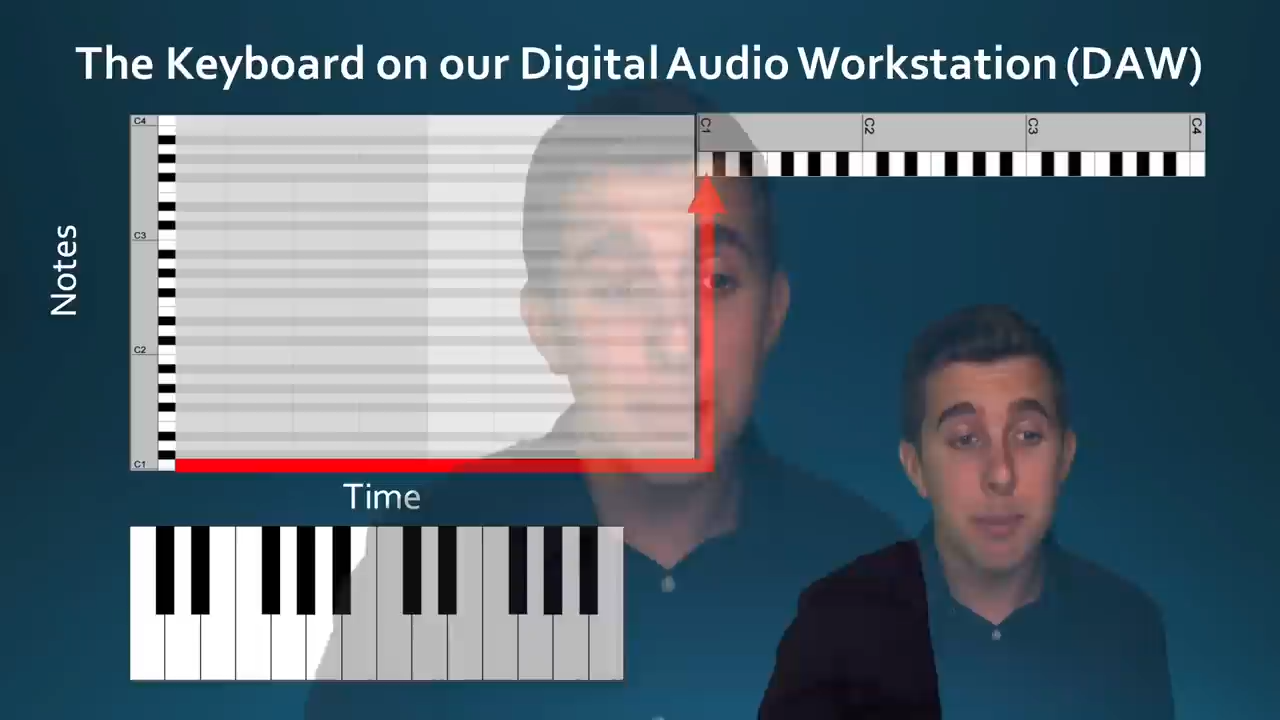 The Keyboard on our Digital Audio Workstation (DAW)
C4
C3
C2
C1
Notes
Time
C1
C2
C3
C4